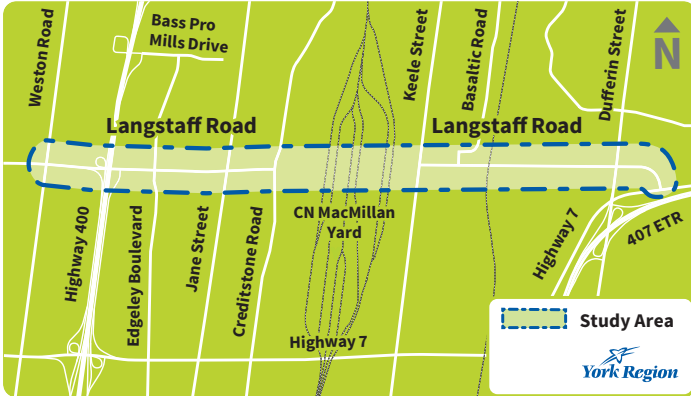 Weston Road
Bass Pro
Mills Drive
Keele Street
Basaltic Road
Dufferin Street
N
Langstaff Road
Langstaff Road
Highway 400
Edgeley Boulevard
Jane Street
Creditstone Road
CN MacMillan
Yard
Highway 7
407 ETR
Highway 7
Study Area
York Region